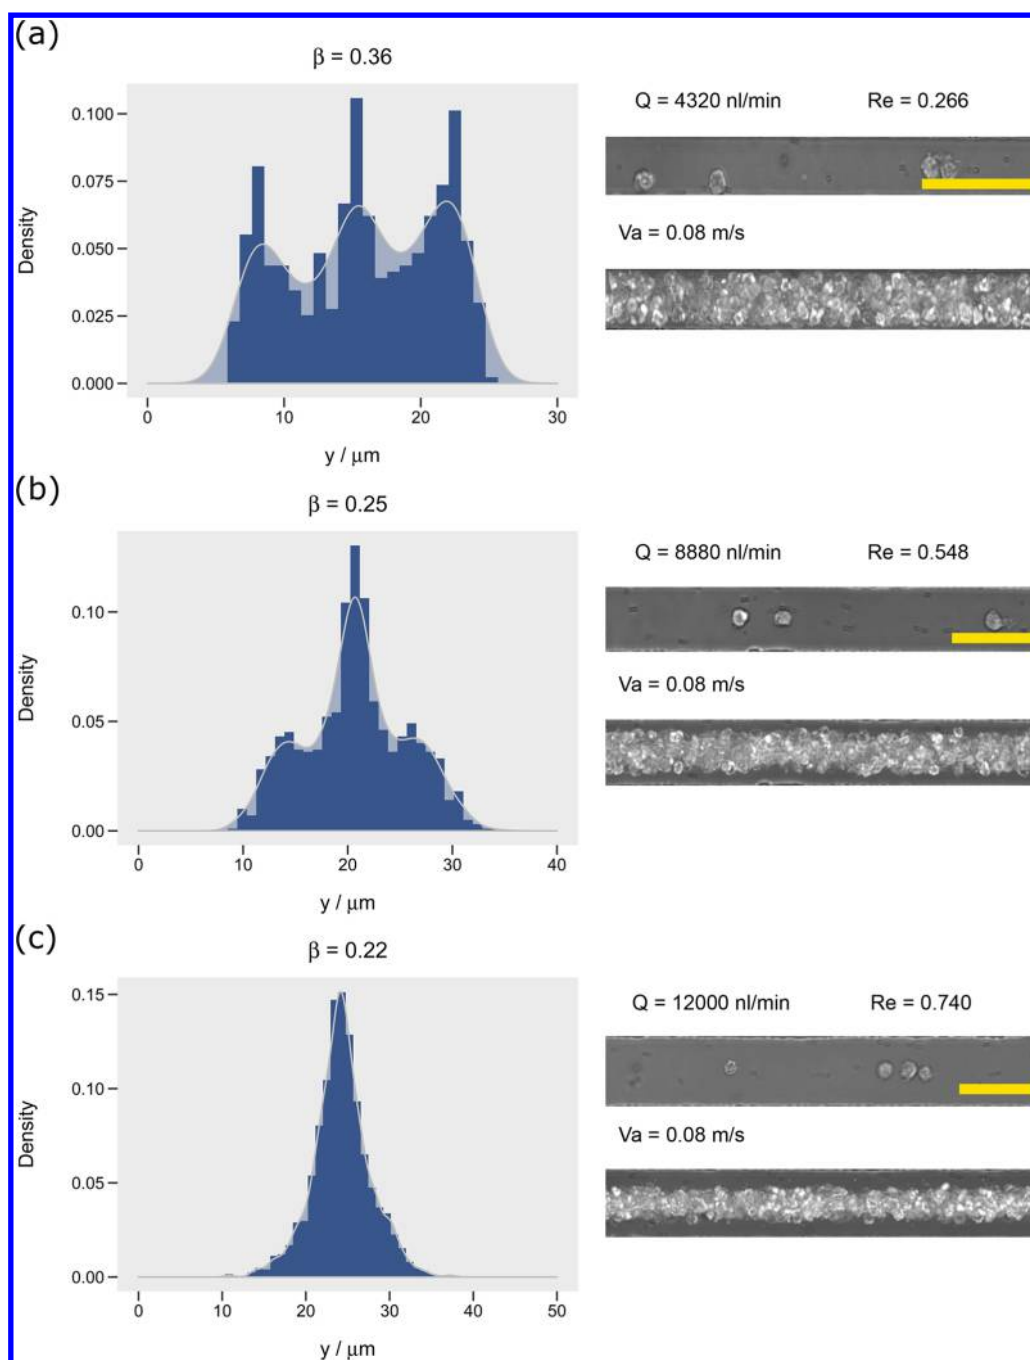 (a)
β = 0.36
Q = 4320 nl/min Re = 0.266
0.100
0.075
0.050
0.025
0.000
Density
Va = 0.08 m/s
0 10 20 30
y / μm
(b)
β = 0.25
Q = 8880 nl/min Re = 0.548
0.10
0.05
0.00
Density
Va = 0.08 m/s
0 10 20 30 40
y / μm
(c)
β = 0.22
Q = 12000 nl/min Re = 0.740
0.15
0.10
0.05
0.00
Density
Va = 0.08 m/s
0 10 20 30 40 50
y / μm